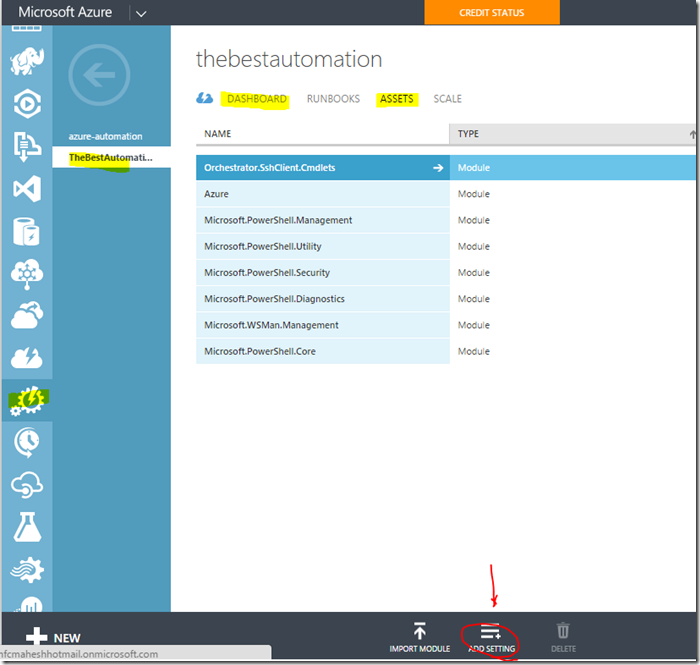 Microsoft Azure
CREDIT STATUS
thebestautomation
DASHBOARD RUNBOOKS ASSETS SCALE
azure-automation
TheBestAutomati...
NAME TYPE
Orchestrator.SshClient.Cmdlets Module
Azure Module
Microsoft.PowerShell.Management Module
Microsoft.PowerShell.Utility Module
Microsoft.PowerShell.Security Module
Microsoft.PowerShell.Diagnostics Module
Microsoft.WSMan.Management Module
Microsoft.PowerShell.Core Module
NEW
IMPORT MODULE ADD SETTING DELETE
nfcmaheshhotmail.onmicrosoft.com